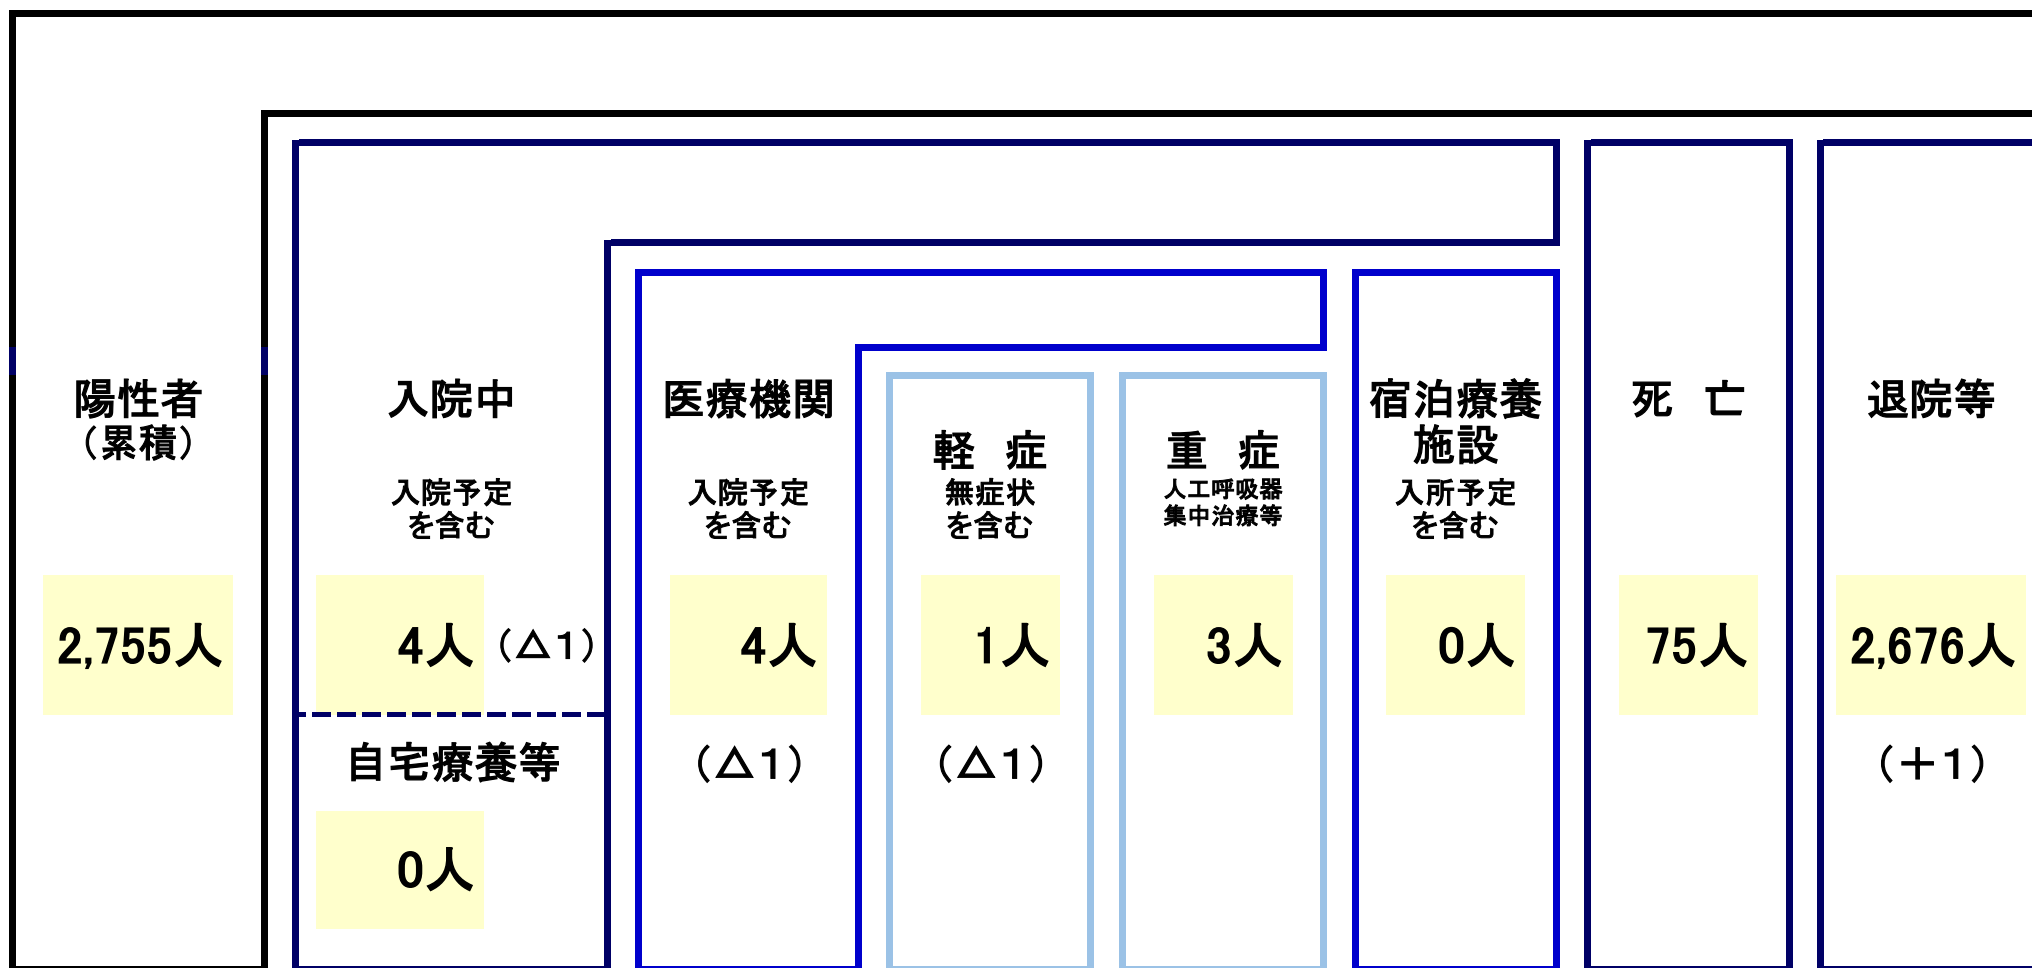 陽性者
（累積）
2,755人
入院中
入院予定
を含む
4人（△１）
自宅療養等
0人
医療機関
入院予定
を含む
4人
（△１）
軽　症
無症状
を含む
1人
（△１）
重　症
人工呼吸器
集中治療等
3人
宿泊療養
施設
入所予定
を含む
0人
死　亡
75人
退院等
2,676人
（＋１）